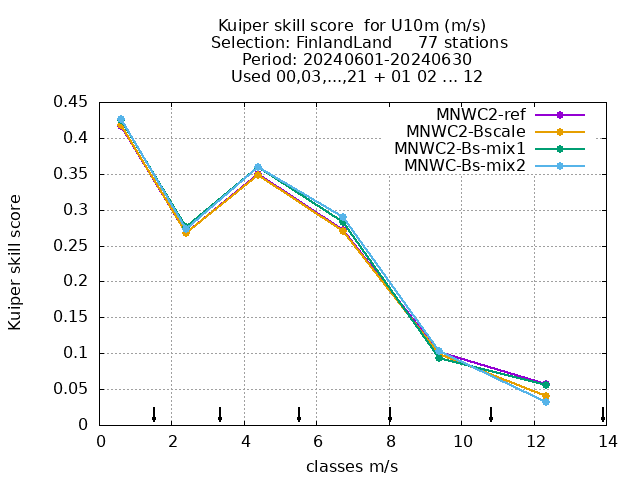 Kuiper skill score  for U10m (m/s)
Selection: FinlandLand     77 stations
Period: 20240601-20240630
Used 00,03,...,21 + 01 02 ... 12
MNWC2-ref
MNWC2-Bscale
MNWC2-Bs-mix1
MNWC-Bs-mix2
Kuiper skill score
0.45
0.4
0.35
0.3
0.25
0.2
0.15
0.1
0.05
0
0 2 4 6 8 10 12 14
classes m/s